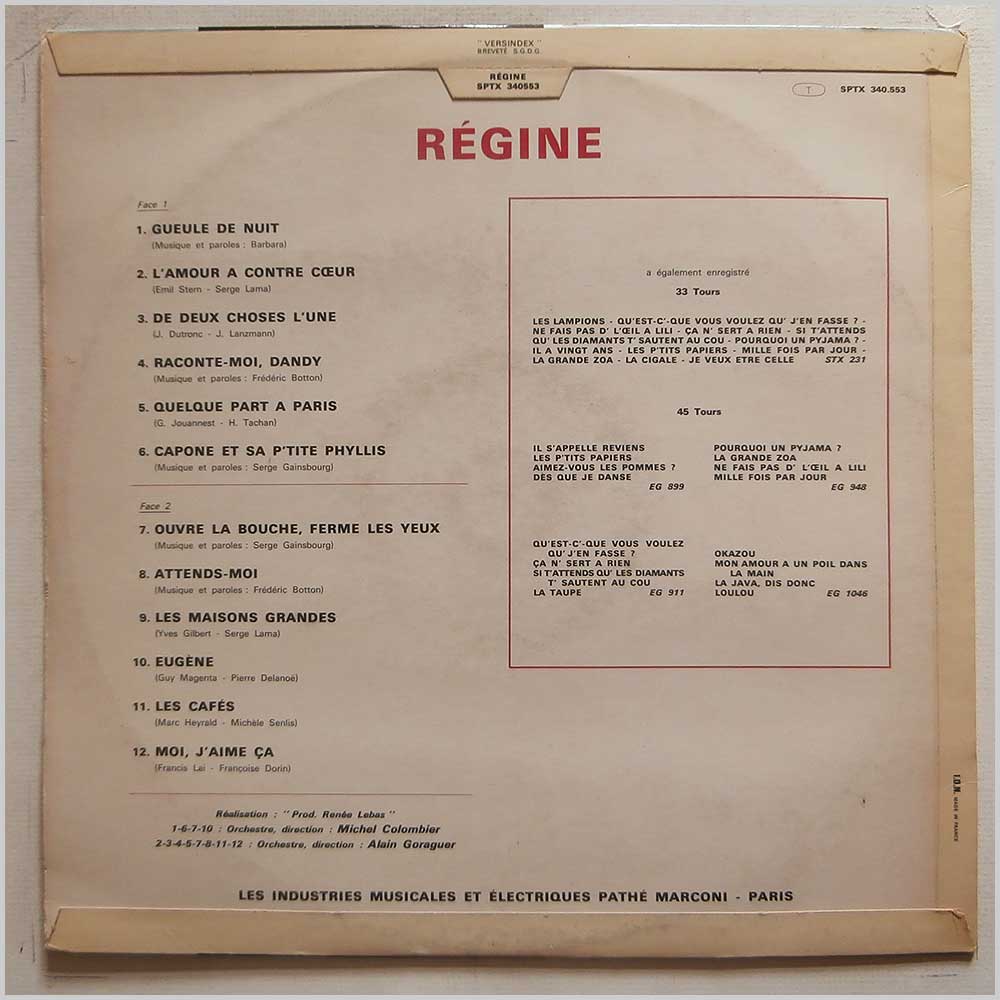 " VERSINDEX "
BREVETÉ S.G.D.G.
RÉGINE
SPTX 340553
T
SPTX 340.553
RÉGINE
Face 1
1. GUEULE DE NUIT
(Musique et paroles : Barbara)
2. L'AMOUR A CONTRE CŒUR
(Emil Stern - Serge Lama)
3. DE DEUX CHOSES L'UNE
(J. Dutronc - J. Lanzmann)
4. RACONTE-MOI, DANDY
(Musique et paroles : Frédéric Botton)
5. QUELQUE PART A PARIS
(G. Jouannest - H. Tachan)
6. CAPONE ET SA P'TITE PHYLLIS
(Musique et paroles : Serge Gainsbourg)
Face 2
7. OUVRE LA BOUCHE, FERME LES YEUX
(Musique et paroles : Serge Gainsbourg)
8. ATTENDS-MOI
(Musique et paroles : Frédéric Botton)
9. LES MAISONS GRANDES
(Yves Gilbert - Serge Lama)
10. EUGÈNE
(Guy Magenta - Pierre Delanoë)
11. LES CAFÉS
(Marc Heyrald - Michèle Senlis)
12. MOI, J'AIME ÇA
(Francis Lai - Françoise Dorin)
Réalisation : " Prod. Renée Lebas "
1-6-7-10 : Orchestre, direction : Michel Colombier
2-3-4-5-7-8-11-12 : Orchestre, direction : Alain Goraguer
a également enregistré
33 Tours
LES LAMPIONS - QU'EST-C'-QUE VOUS VOULEZ QU' J'EN FASSE ? -
NE FAIS PAS D' L'ŒIL A LILI - ÇA N' SERT A RIEN - SI T'ATTENDS
QU' LES DIAMANTS T' SAUTENT AU COU - POURQUOI UN PYJAMA ? -
IL A VINGT ANS - LES P'TITS PAPIERS - MILLE FOIS PAR JOUR -
LA GRANDE ZOA - LA CIGALE - JE VEUX ETRE CELLE STX 231
45 Tours
IL S'APPELLE REVIENS
LES P'TITS PAPIERS
AIMEZ-VOUS LES POMMES ?
DÈS QUE JE DANSE
EG 899
POURQUOI UN PYJAMA ?
LA GRANDE ZOA
NE FAIS PAS D' L'ŒIL A LILI
MILLE FOIS PAR JOUR
EG 948
QU'EST-C'-QUE VOUS VOULEZ
QU'J'EN FASSE ?
ÇA N' SERT A RIEN
SI T'ATTENDS QU' LES DIAMANTS
T' SAUTENT AU COU
LA TAUPE EG 911
OKAZOU
MON AMOUR A UN POIL DANS
LA MAIN
LA JAVA, DIS DONC
LOULOU EG 1046
I.D.N. MADE IN FRANCE
LES INDUSTRIES MUSICALES ET ÉLECTRIQUES PATHÉ MARCONI - PARIS